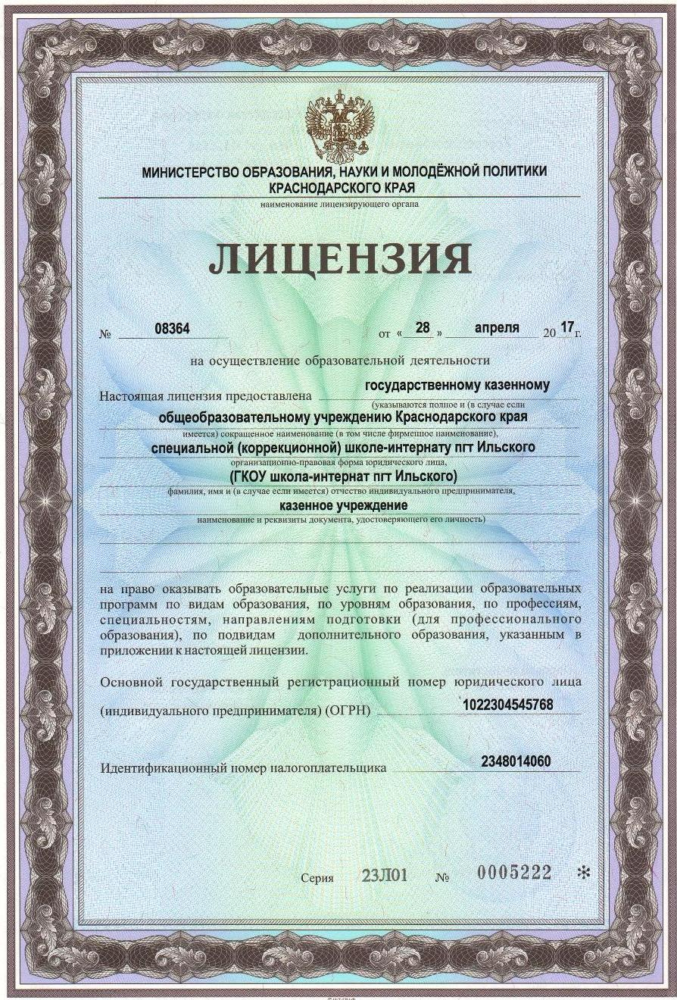 МИНИСТЕРСТВО ОБРАЗОВАНИЯ, НАУКИ И МОЛОДЁЖНОЙ ПОЛИТИКИ
КРАСНОДАРСКОГО КРАЯ
наименование лицензирующего органа
ЛИЦЕНЗИЯ
№ 08364 от « 28 » апреля 20 17 г.
на осуществление образовательной деятельности
Настоящая лицензия предоставлена государственному казенному
(указываются полное и (в случае если
общеобразовательному учреждению Краснодарского края
имеется) сокращенное наименование (в том числе фирменное наименование),
специальной (коррекционной) школе-интернату пгт Ильского
организационно-правовая форма юридического лица,
(ГКОУ школа-интернат пгт Ильского)
фамилия, имя и (в случае если имеется) отчество индивидуального предпринимателя,
казенное учреждение
наименование и реквизиты документа, удостоверяющего его личность)
на право оказывать образовательные услуги по реализации образовательных
программ по видам образования, по уровням образования, по профессиям,
специальностям, направлениям подготовки (для профессионального
образования), по подвидам дополнительного образования, указанным в
приложении к настоящей лицензии.
Основной государственный регистрационный номер юридического лица
(индивидуального предпринимателя) (ОГРН) 1022304545768
Идентификационный номер налогоплательщика 2348014060
Серия 23Л01 № 0005222 *